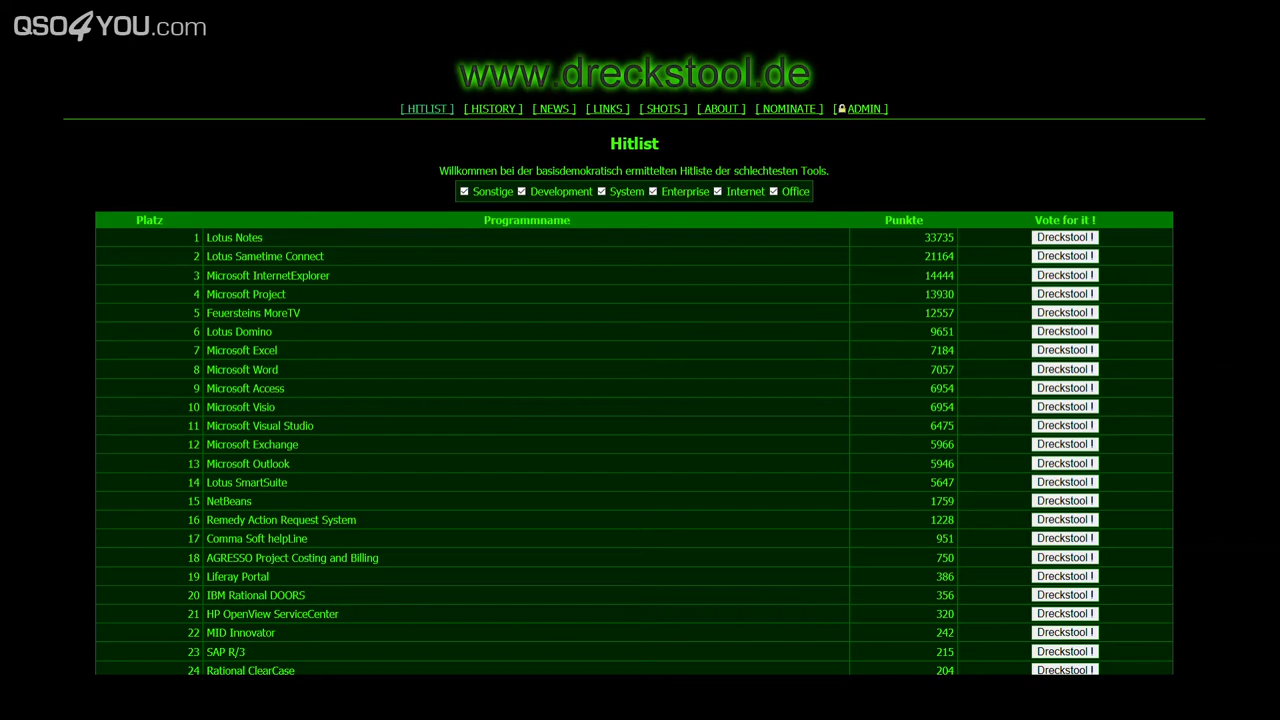 QSO4YOU.com
www.dreckstool.de
[ HITLIST ] [ HISTORY ] [ NEWS ] [ LINKS ] [ SHOTS ] [ ABOUT ] [ NOMINATE ] [ ADMIN ]
Hitlist
Willkommen bei der basisdemokratisch ermittelten Hitliste der schlechtesten Tools.
Sonstige Development System Enterprise Internet Office
Platz Programmname Punkte Vote for it !
1 Lotus Notes 33735 Dreckstool !
2 Lotus Sametime Connect 21164 Dreckstool !
3 Microsoft InternetExplorer 14444 Dreckstool !
4 Microsoft Project 13930 Dreckstool !
5 Feuersteins MoreTV 12557 Dreckstool !
6 Lotus Domino 9651 Dreckstool !
7 Microsoft Excel 7184 Dreckstool !
8 Microsoft Word 7057 Dreckstool !
9 Microsoft Access 6954 Dreckstool !
10 Microsoft Visio 6954 Dreckstool !
11 Microsoft Visual Studio 6475 Dreckstool !
12 Microsoft Exchange 5966 Dreckstool !
13 Microsoft Outlook 5946 Dreckstool !
14 Lotus SmartSuite 5647 Dreckstool !
15 NetBeans 1759 Dreckstool !
16 Remedy Action Request System 1228 Dreckstool !
17 Comma Soft helpLine 951 Dreckstool !
18 AGRESSO Project Costing and Billing 750 Dreckstool !
19 Liferay Portal 386 Dreckstool !
20 IBM Rational DOORS 356 Dreckstool !
21 HP OpenView ServiceCenter 320 Dreckstool !
22 MID Innovator 242 Dreckstool !
23 SAP R/3 215 Dreckstool !
24 Rational ClearCase 204 Dreckstool !